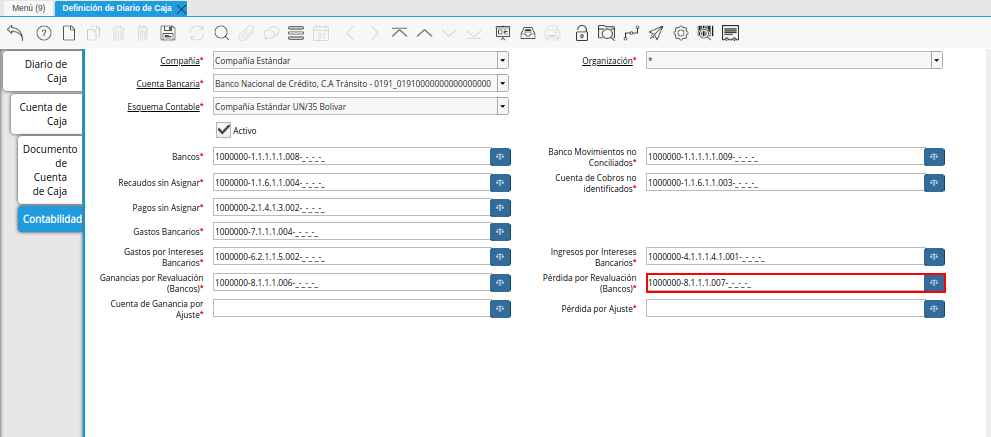 Menú (9)
Definición de Diario de Caja
Diario de
Caja
Cuenta de
Caja
Documento
de
Cuenta
de Caja
Contabilidad
Compañía* Compañía Estándar
Organización* *
Cuenta Bancaria* Banco Nacional de Crédito, C.A Tránsito - 0191_01910000000000000000
Esquema Contable* Compañía Estándar UN/35 Bolivar
Activo
Bancos* 1000000-1.1.1.1.1.008-_-_-_-_
Banco Movimientos no
Conciliados* 1000000-1.1.1.1.1.009-_-_-_-_
Recaudos sin Asignar* 1000000-1.1.6.1.1.004-_-_-_-_
Cuenta de Cobros no
identificados* 1000000-1.1.6.1.1.003-_-_-_-_
Pagos sin Asignar* 1000000-2.1.4.1.3.002-_-_-_-_
Gastos Bancarios* 1000000-7.1.1.1.004-_-_-_-_
Gastos por Intereses
Bancarios* 1000000-6.2.1.1.5.002-_-_-_-_
Ingresos por Intereses
Bancarios* 1000000-4.1.1.1.4.1.001-_-_-_-_
Ganancias por Revaluación
(Bancos)* 1000000-8.1.1.1.006-_-_-_-_
Pérdida por Revaluación
(Bancos)* 1000000-8.1.1.1.007-_-_-_-_
Cuenta de Ganancia por
Ajuste*
Pérdida por Ajuste*